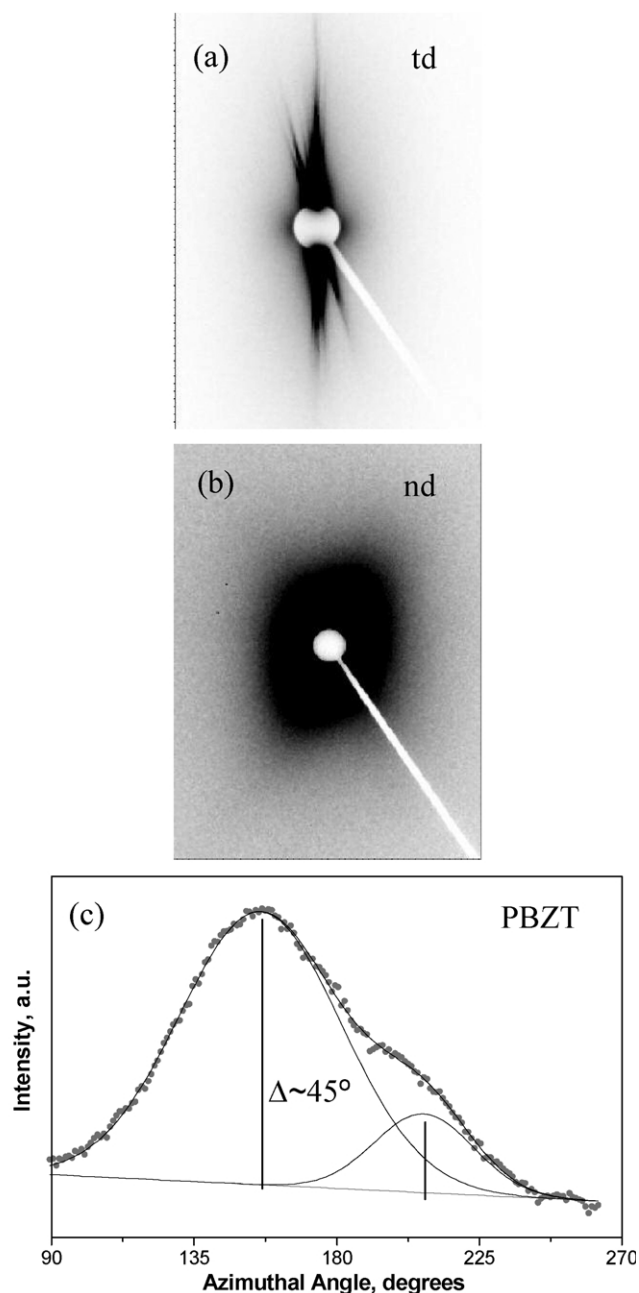 (a) td
(b) nd
(c) PBZT
Δ~45°
Intensity, a.u.
90 135 180 225 270
Azimuthal Angle, degrees